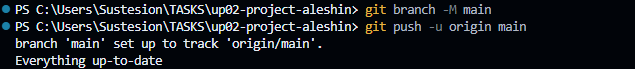 PS C:\Users\Sustesion\TASKS\up02-project-aleshin> git branch -M main
PS C:\Users\Sustesion\TASKS\up02-project-aleshin> git push -u origin main
branch 'main' set up to track 'origin/main'.
Everything up-to-date